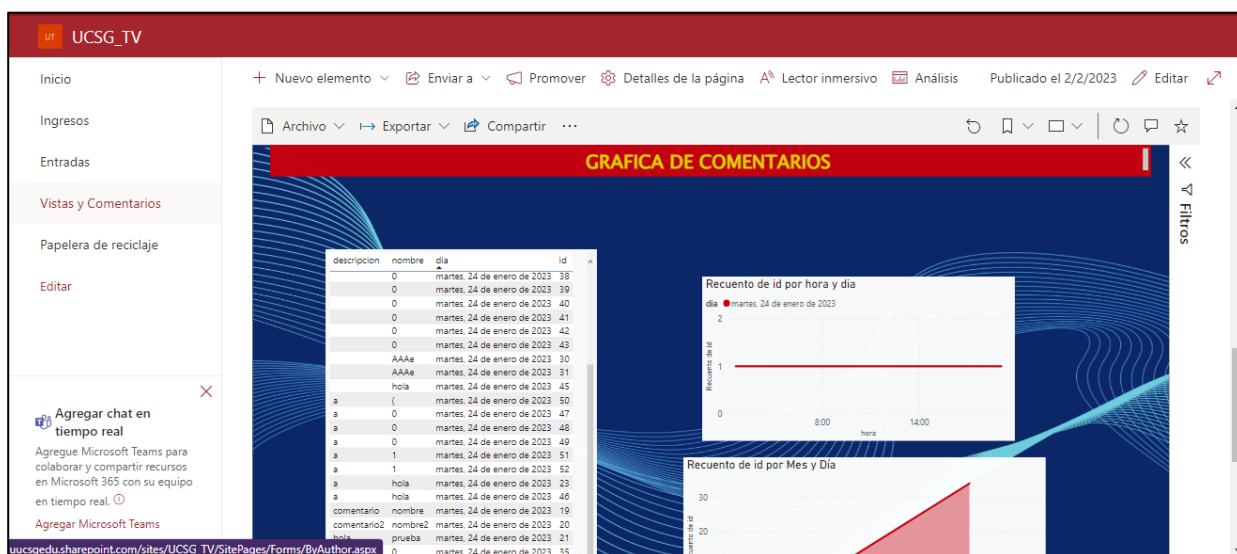 UT UCSG_TV
Inicio
Ingresos
Entradas
Vistas y Comentarios
Papelera de reciclaje
Editar
Agregar chat en
tiempo real
Agregue Microsoft Teams para
colaborar y compartir recursos
en Microsoft 365 con su equipo
en tiempo real.
Agregar Microsoft Teams
uucsgedu.sharepoint.com/sites/UCSG_TV/SitePages/Forms/ByAuthor.aspx
+ Nuevo elemento Enviar a Promover Detalles de la página Lector inmersivo Análisis Publicado el 2/2/2023 Editar
Archivo Exportar Compartir ...
GRAFICA DE COMENTARIOS
Filtros
descripcion nombre dia id
0 martes, 24 de enero de 2023 38
0 martes, 24 de enero de 2023 39
0 martes, 24 de enero de 2023 40
0 martes, 24 de enero de 2023 41
0 martes, 24 de enero de 2023 42
0 martes, 24 de enero de 2023 43
AAAe martes, 24 de enero de 2023 30
AAAe martes, 24 de enero de 2023 31
hola martes, 24 de enero de 2023 45
a ( martes, 24 de enero de 2023 50
a 0 martes, 24 de enero de 2023 47
a 0 martes, 24 de enero de 2023 48
a 0 martes, 24 de enero de 2023 49
a 1 martes, 24 de enero de 2023 51
a 1 martes, 24 de enero de 2023 52
a hola martes, 24 de enero de 2023 23
a hola martes, 24 de enero de 2023 46
comentario nombre martes, 24 de enero de 2023 19
comentario2 nombre2 martes, 24 de enero de 2023 20
hola prueba martes, 24 de enero de 2023 21
0 martes, 24 de enero de 2023 35
Recuento de id por hora y dia
dia martes, 24 de enero de 2023
2
Recuento de id
1
0
8:00 14:00
hora
Recuento de id por Mes y Día
30
20